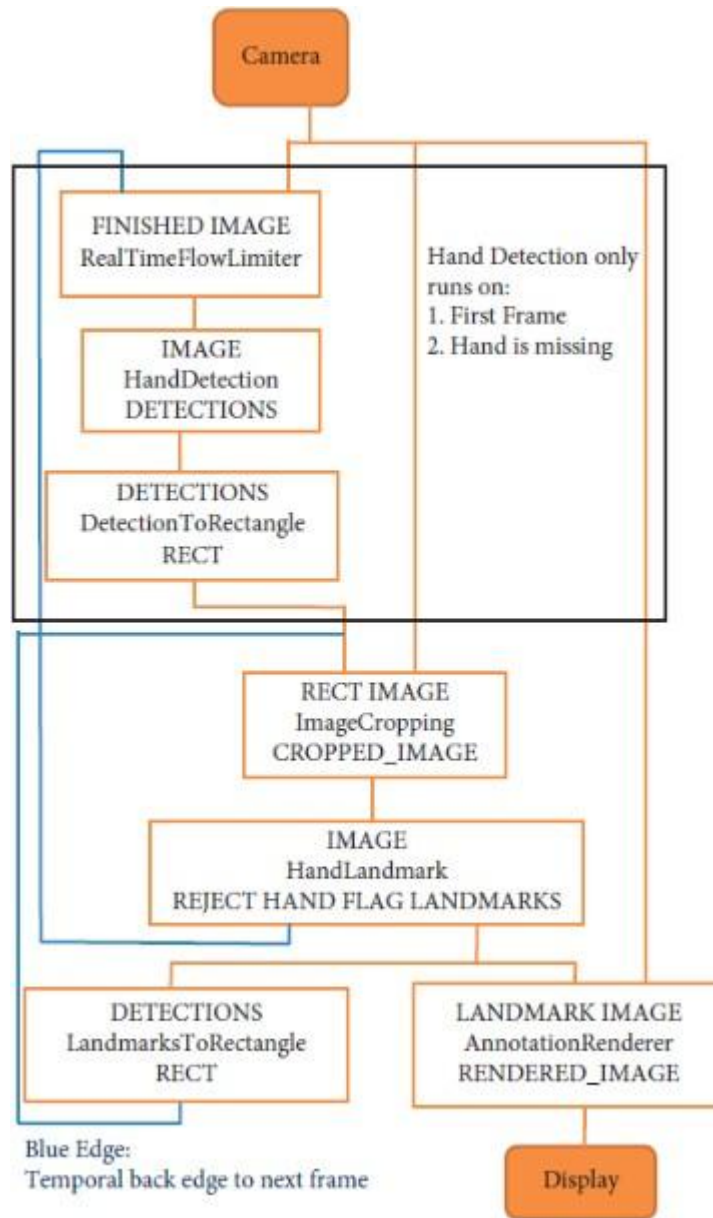 Camera
FINISHED IMAGE
RealTimeFlowLimiter
Hand Detection only
runs on:
1. First Frame
2. Hand is missing
IMAGE
HandDetection
DETECTIONS
DETECTIONS
DetectionToRectangle
RECT
RECT IMAGE
ImageCropping
CROPPED_IMAGE
IMAGE
HandLandmark
REJECT HAND FLAG LANDMARKS
DETECTIONS
LandmarksToRectangle
RECT
LANDMARK IMAGE
AnnotationRenderer
RENDERED_IMAGE
Blue Edge:
Temporal back edge to next frame
Display